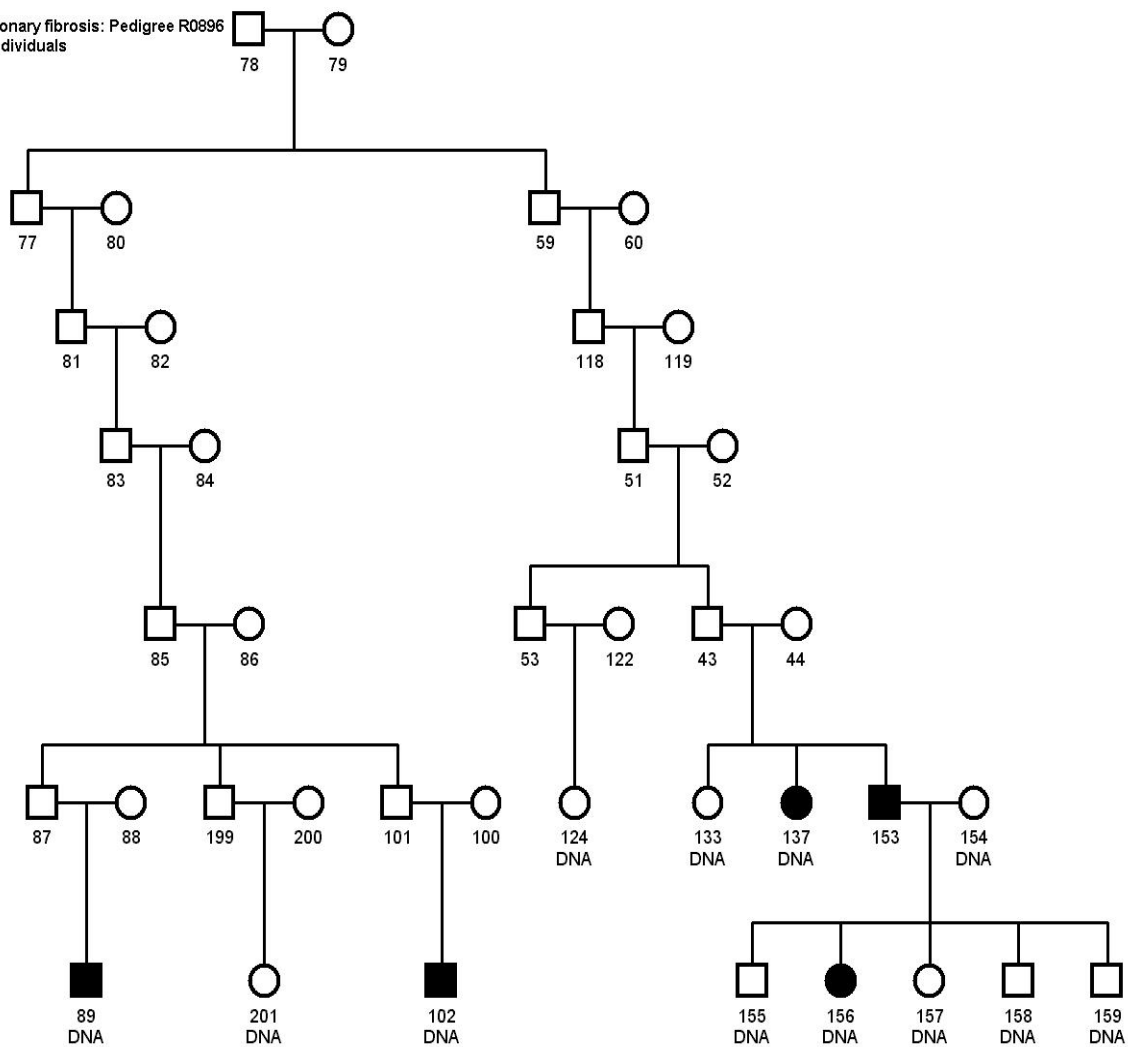 onary fibrosis: Pedigree R0896
dividuals
78 79
77 80 59 60
81 82 118 119
83 84 51 52
85 86 53 122 43 44
87 88 199 200 101 100 124 133 137 153 154
DNA DNA DNA DNA
89 201 102 155 156 157 158 159
DNA DNA DNA DNA DNA DNA DNA DNA